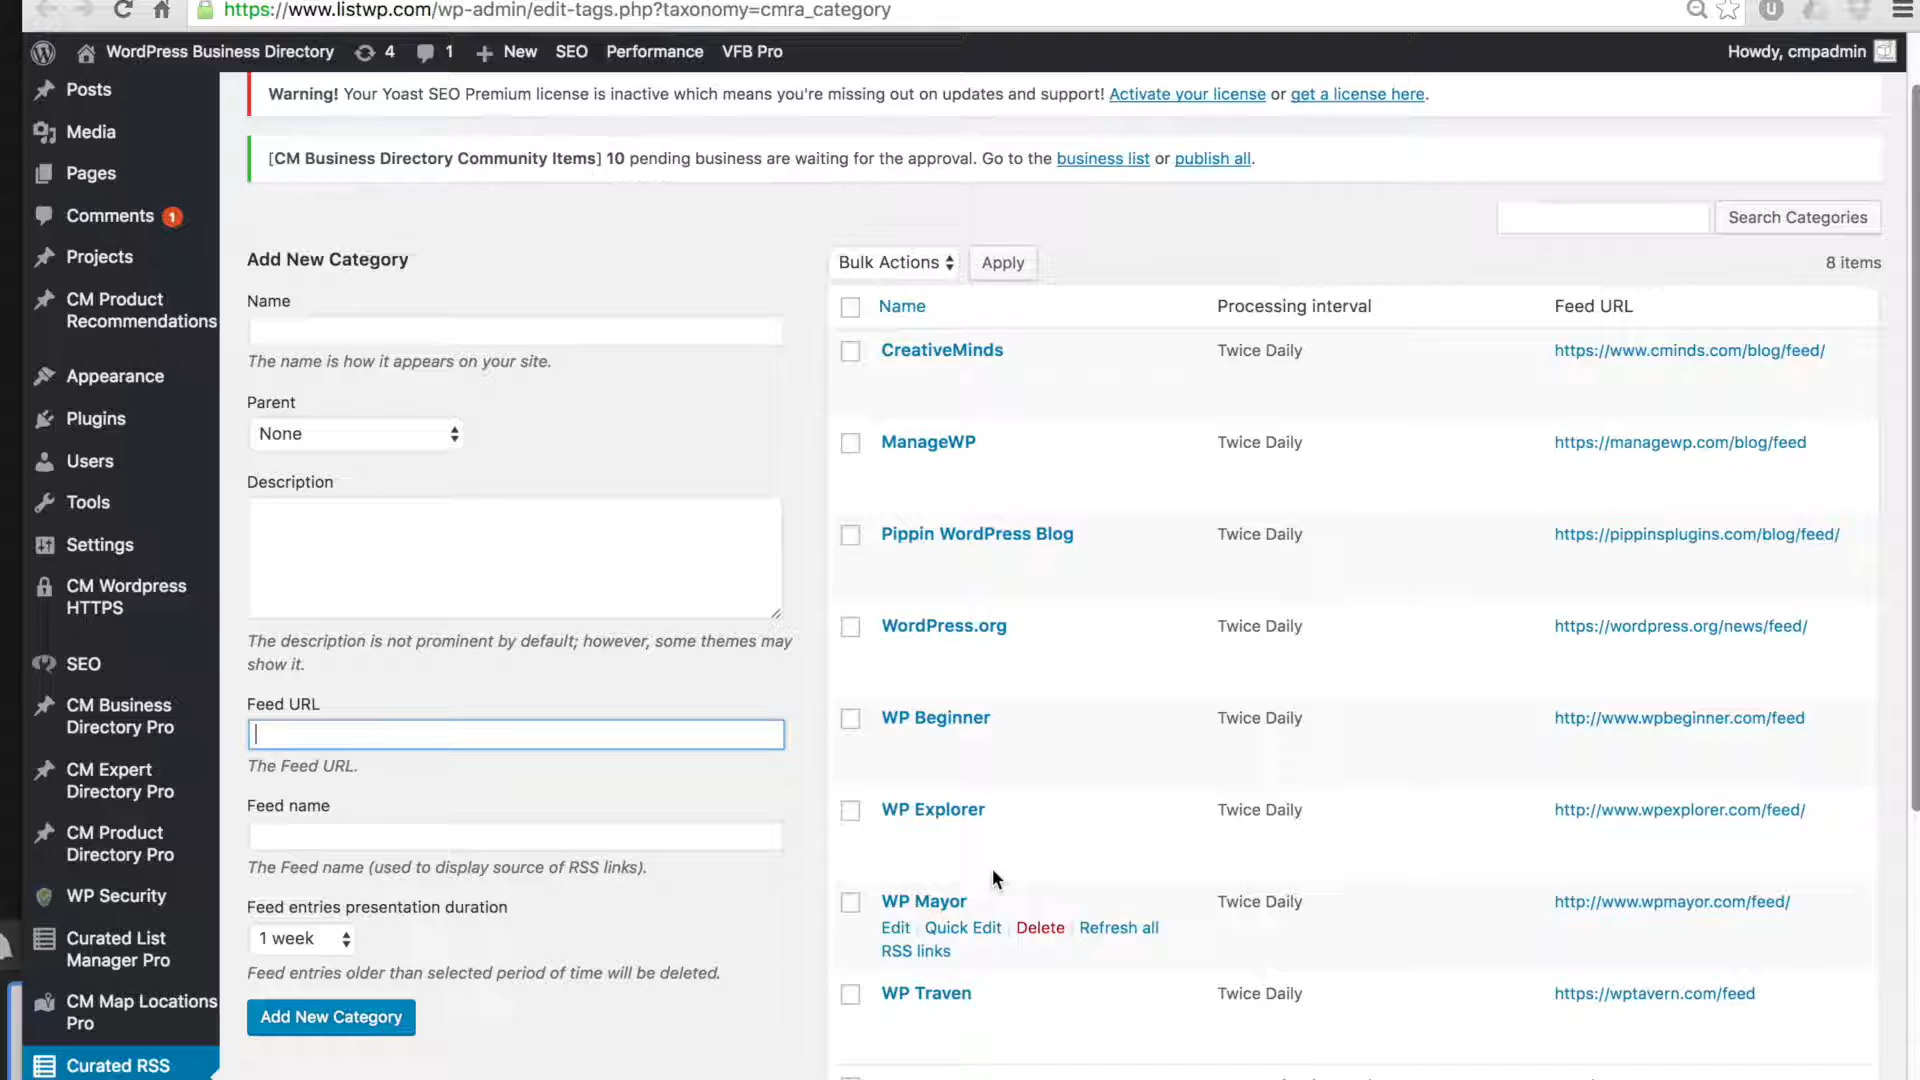 https://www.listwp.com/wp-admin/edit-tags.php?taxonomy=cmra_category
WordPress Business Directory 4 1 New SEO Performance VFB Pro Howdy, cmpadmin
Posts
Media
Pages
Comments 1
Projects
CM Product
Recommendations
Appearance
Plugins
Users
Tools
Settings
CM Wordpress
HTTPS
SEO
CM Business
Directory Pro
CM Expert
Directory Pro
CM Product
Directory Pro
WP Security
Curated List
Manager Pro
CM Map Locations
Pro
Curated RSS
Warning! Your Yoast SEO Premium license is inactive which means you're missing out on updates and support! Activate your license or get a license here.
[CM Business Directory Community Items] 10 pending business are waiting for the approval. Go to the business list or publish all.
Search Categories
Add New Category
Name
The name is how it appears on your site.
Parent
None
Description
The description is not prominent by default; however, some themes may
show it.
Feed URL
The Feed URL.
Feed name
The Feed name (used to display source of RSS links).
Feed entries presentation duration
1 week
Feed entries older than selected period of time will be deleted.
Add New Category
Bulk Actions Apply 8 items
Name Processing interval Feed URL
CreativeMinds Twice Daily https://www.cminds.com/blog/feed/
ManageWP Twice Daily https://managewp.com/blog/feed
Pippin WordPress Blog Twice Daily https://pippinsplugins.com/blog/feed/
WordPress.org Twice Daily https://wordpress.org/news/feed/
WP Beginner Twice Daily http://www.wpbeginner.com/feed
WP Explorer Twice Daily http://www.wpexplorer.com/feed/
WP Mayor Twice Daily http://www.wpmayor.com/feed/
Edit | Quick Edit | Delete | Refresh all
RSS links
WP Traven Twice Daily https://wptavern.com/feed